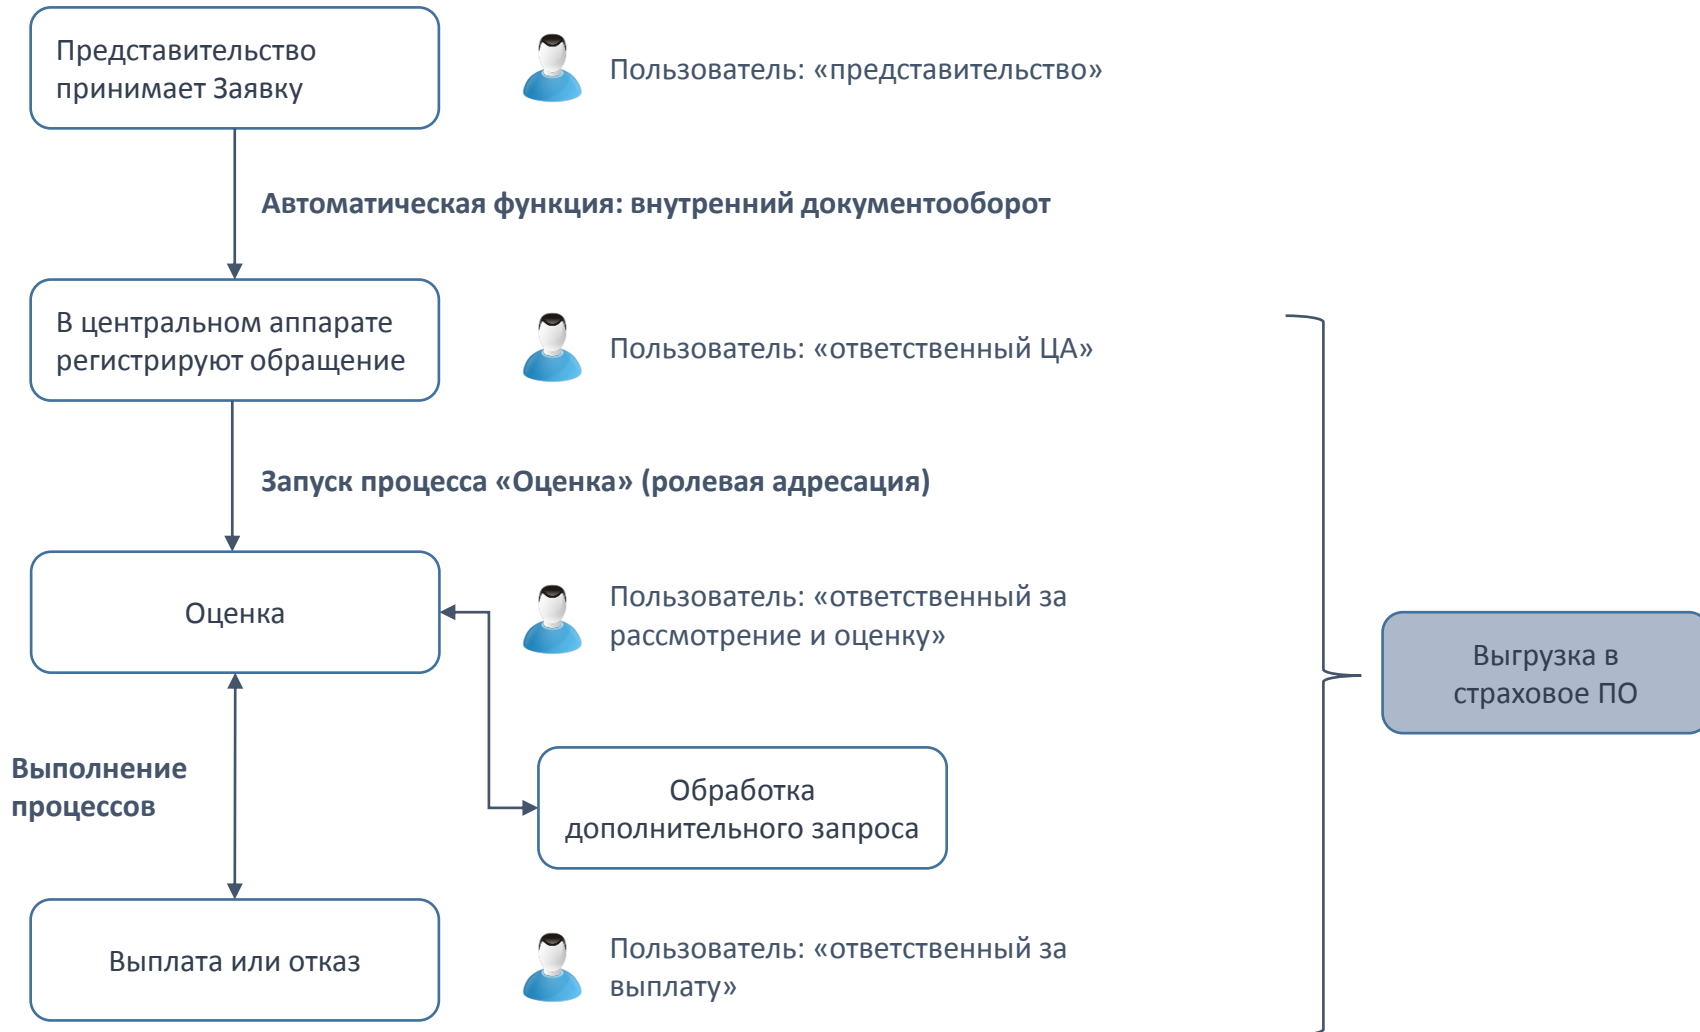 Представительство
принимает Заявку
Пользователь: «представительство»
Автоматическая функция: внутренний документооборот
В центральном аппарате
регистрируют обращение
Пользователь: «ответственный ЦА»
Запуск процесса «Оценка» (ролевая адресация)
Оценка
Пользователь: «ответственный за
рассмотрение и оценку»
Выгрузка в
страховое ПО
Выполнение
процессов
Обработка
дополнительного запроса
Выплата или отказ
Пользователь: «ответственный за
выплату»